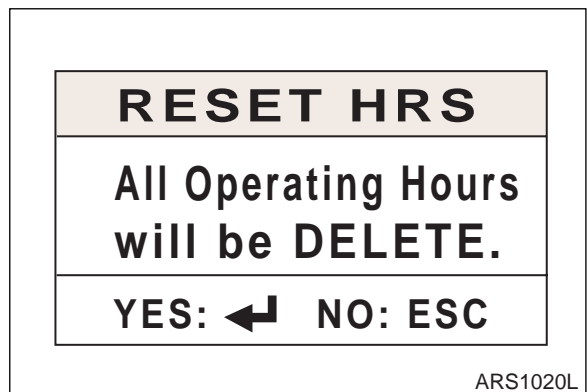 RESET HRS
All Operating Hours
will be DELETE.
YES: ↵ NO: ESC
ARS1020L